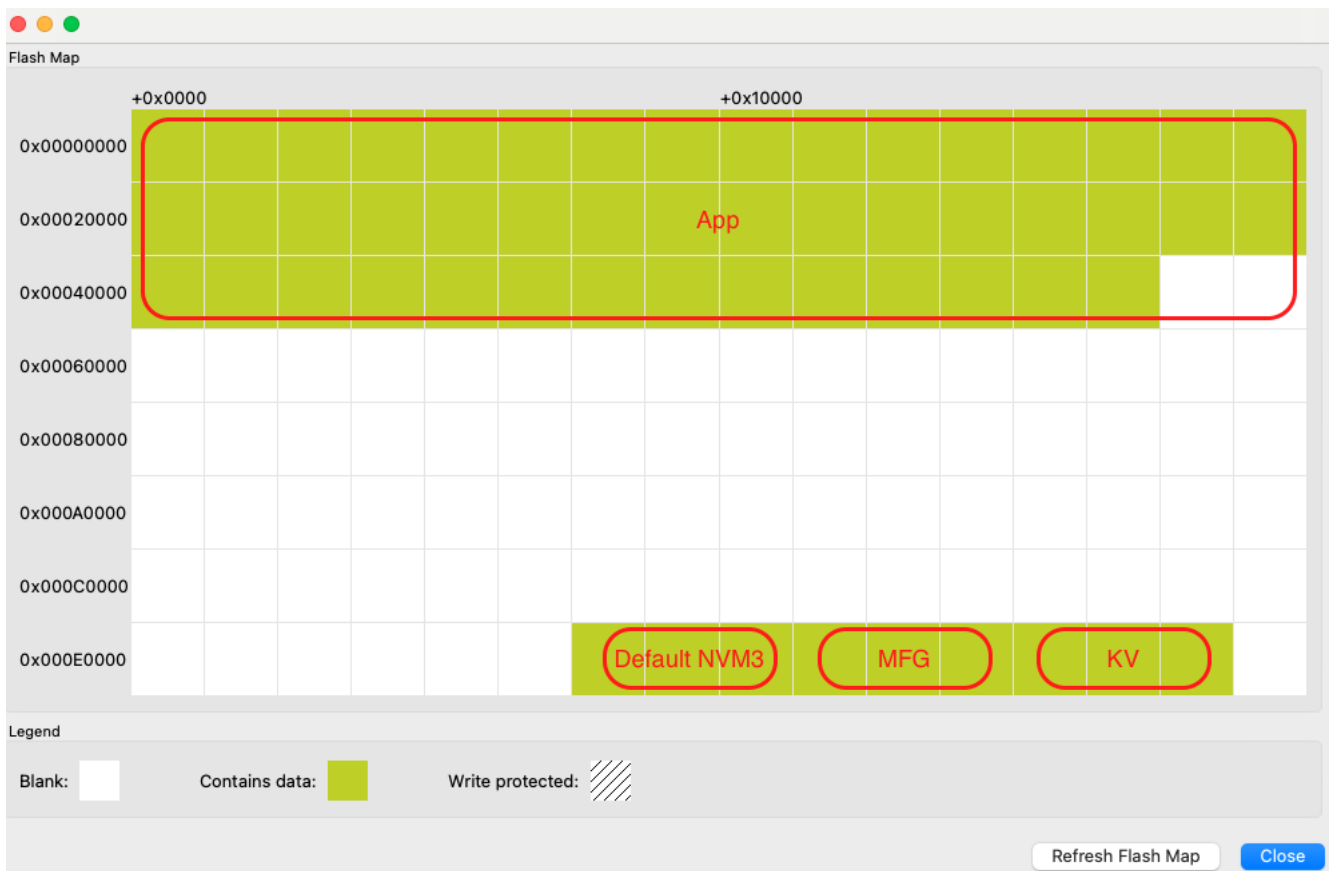 Flash Map
+0x0000 +0x10000
0x00000000
0x00020000 App
0x00040000
0x00060000
0x00080000
0x000A0000
0x000C0000
0x000E0000 Default NVM3 MFG KV
Legend
Blank: Contains data: Write protected:
Refresh Flash Map Close